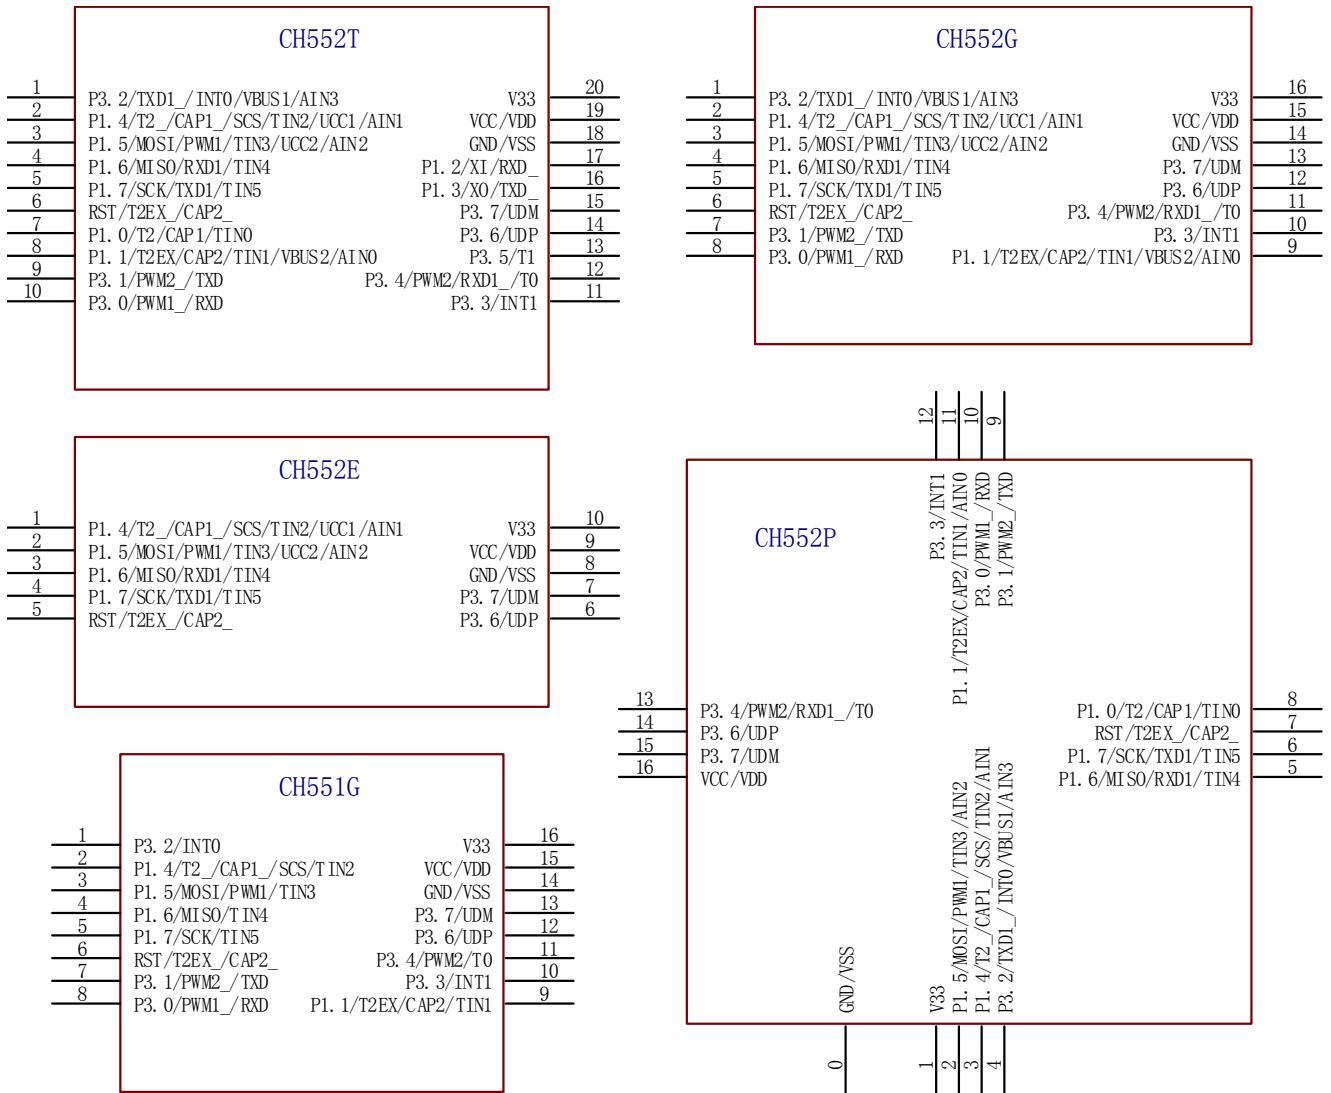 CH552T
1 P3.2/TXD1_/INT0/VBUS1/AIN3 V33 20
2 P1.4/T2_/CAP1_/SCS/TIN2/UCC1/AIN1 VCC/VDD 19
3 P1.5/MOSI/PWM1/TIN3/UCC2/AIN2 GND/VSS 18
4 P1.6/MISO/RXD1/TIN4 P1.2/XI/RXD_ 17
5 P1.7/SCK/TXD1/TIN5 P1.3/XO/TXD_ 16
6 RST/T2EX_/CAP2_ P3.7/UDM 15
7 P1.0/T2/CAP1/TIN0 P3.6/UDP 14
8 P1.1/T2EX/CAP2/TIN1/VBUS2/AIN0 P3.5/T1 13
9 P3.1/PWM2_/TXD P3.4/PWM2/RXD1_/T0 12
10 P3.0/PWM1_/RXD P3.3/INT1 11
CH552G
1 P3.2/TXD1_/INT0/VBUS1/AIN3 V33 16
2 P1.4/T2_/CAP1_/SCS/TIN2/UCC1/AIN1 VCC/VDD 15
3 P1.5/MOSI/PWM1/TIN3/UCC2/AIN2 GND/VSS 14
4 P1.6/MISO/RXD1/TIN4 P3.7/UDM 13
5 P1.7/SCK/TXD1/TIN5 P3.6/UDP 12
6 RST/T2EX_/CAP2_ P3.4/PWM2/RXD1_/T0 11
7 P3.1/PWM2_/TXD P3.3/INT1 10
8 P3.0/PWM1_/RXD P1.1/T2EX/CAP2/TIN1/VBUS2/AIN0 9
CH552E
1 P1.4/T2_/CAP1_/SCS/TIN2/UCC1/AIN1 V33 10
2 P1.5/MOSI/PWM1/TIN3/UCC2/AIN2 VCC/VDD 9
3 P1.6/MISO/RXD1/TIN4 GND/VSS 8
4 P1.7/SCK/TXD1/TIN5 P3.7/UDM 7
5 RST/T2EX_/CAP2_ P3.6/UDP 6
CH552P
12 P3.3/INT1
11 P1.1/T2EX/CAP2/TIN1/AIN0
10 P3.0/PWM1_/RXD
9 P3.1/PWM2_/TXD
13 P3.4/PWM2/RXD1_/T0 P1.0/T2/CAP1/TIN0 8
14 P3.6/UDP RST/T2EX_/CAP2_ 7
15 P3.7/UDM P1.7/SCK/TXD1/TIN5 6
16 VCC/VDD P1.6/MISO/RXD1/TIN4 5
0 GND/VSS
1 V33
2 P1.5/MOSI/PWM1/TIN3/AIN2
3 P1.4/T2_/CAP1_/SCS/TIN2/AIN1
4 P3.2/TXD1_/INT0/VBUS1/AIN3
CH551G
1 P3.2/INT0 V33 16
2 P1.4/T2_/CAP1_/SCS/TIN2 VCC/VDD 15
3 P1.5/MOSI/PWM1/TIN3 GND/VSS 14
4 P1.6/MISO/TIN4 P3.7/UDM 13
5 P1.7/SCK/TIN5 P3.6/UDP 12
6 RST/T2EX_/CAP2_ P3.4/PWM2/T0 11
7 P3.1/PWM2_/TXD P3.3/INT1 10
8 P3.0/PWM1_/RXD P1.1/T2EX/CAP2/TIN1 9